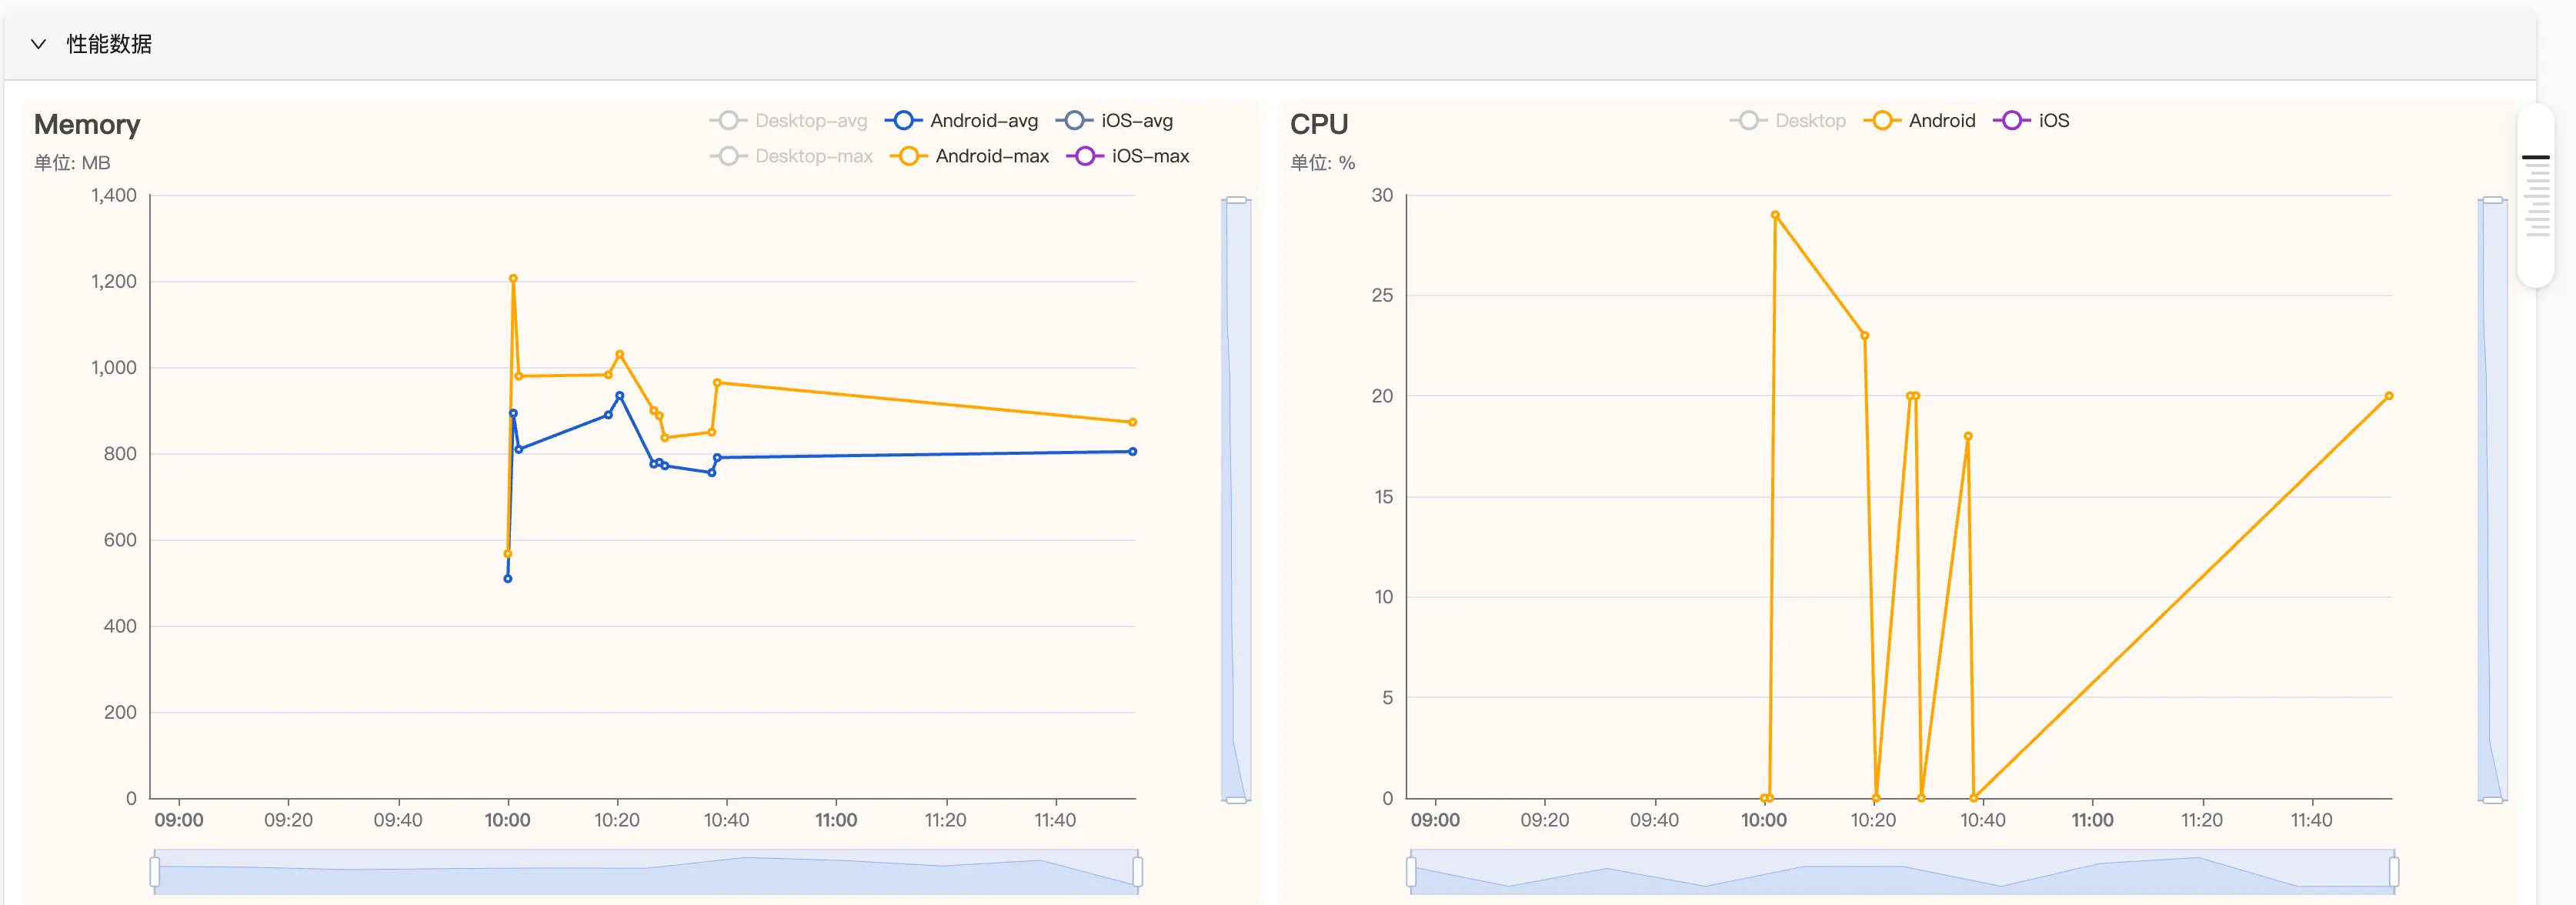 性能数据
Memory
单位: MB
Desktop-avg Android-avg iOS-avg
Desktop-max Android-max iOS-max
1,400
1,200
1,000
800
600
400
200
0
09:00 09:20 09:40 10:00 10:20 10:40 11:00 11:20 11:40
CPU
单位: %
Desktop Android iOS
30
25
20
15
10
5
0
09:00 09:20 09:40 10:00 10:20 10:40 11:00 11:20 11:40